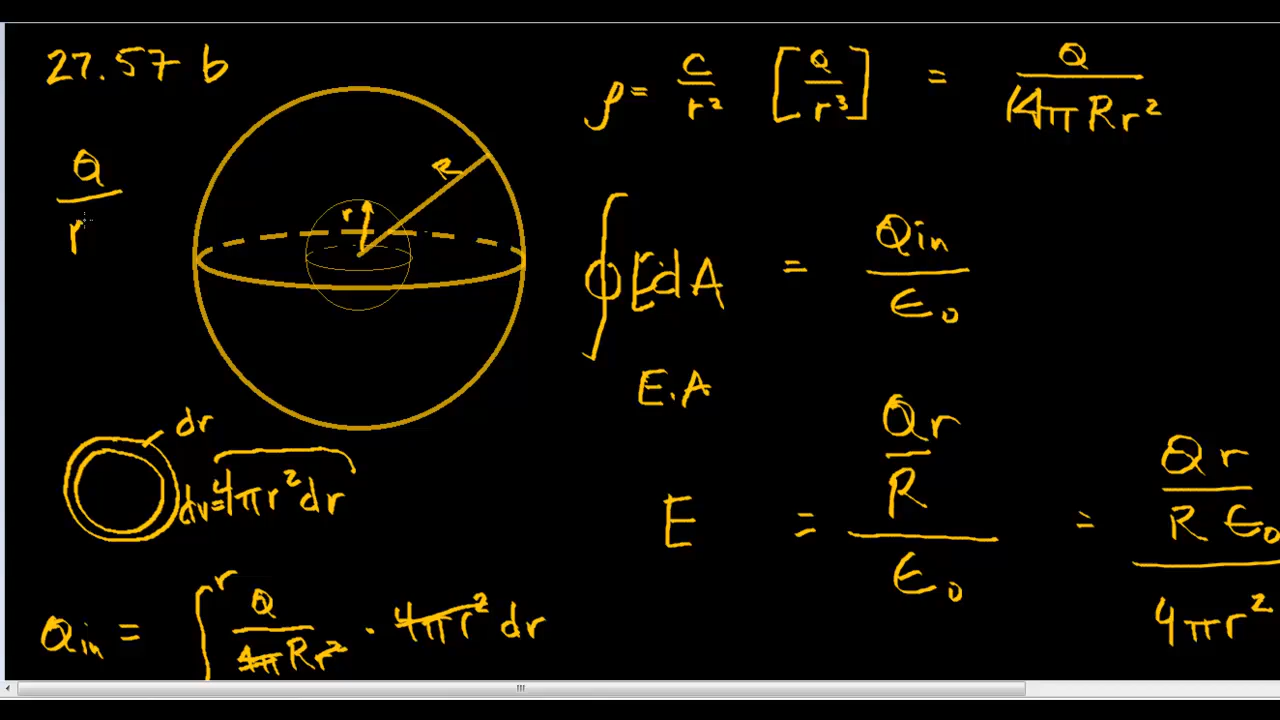 27.57 b
ρ = C/r² [Q/r³] = Q/4πRr²
Q/r
R
r
∮EdA = Qin/ϵ₀
E.A
dr
dv=4πr²dr
E = (Qr/R)/ϵ₀ = (Qr/Rϵ₀)/4πr²
Qin = ∫^r Q/4πRr² · 4πr² dr